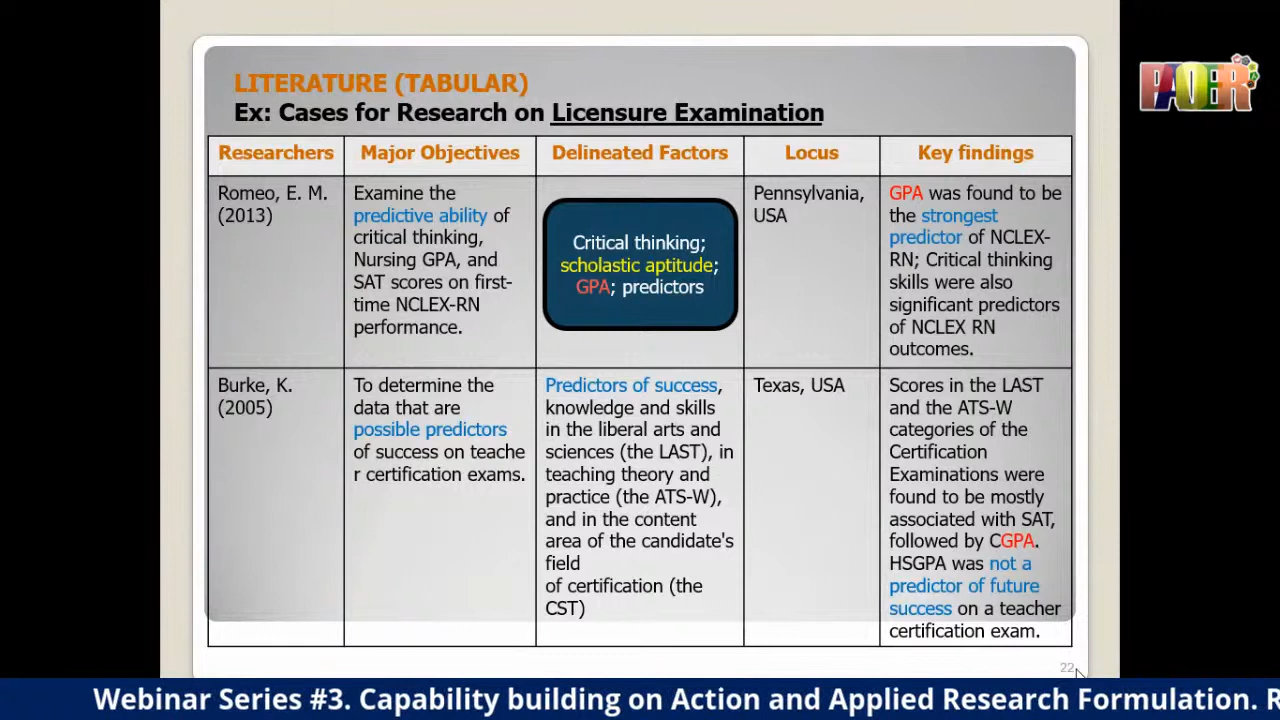 LITERATURE (TABULAR)
Ex: Cases for Research on Licensure Examination
PAOER
Researchers
Major Objectives
Delineated Factors
Locus
Key findings
Romeo, E. M.
(2013)
Examine the
predictive ability of
critical thinking,
Nursing GPA, and
SAT scores on first-
time NCLEX-RN
performance.
Critical thinking;
scholastic aptitude;
GPA; predictors
Pennsylvania,
USA
GPA was found to be
the strongest
predictor of NCLEX-
RN; Critical thinking
skills were also
significant predictors
of NCLEX RN
outcomes.
Burke, K.
(2005)
To determine the
data that are
possible predictors
of success on teache
r certification exams.
Predictors of success,
knowledge and skills
in the liberal arts and
sciences (the LAST), in
teaching theory and
practice (the ATS-W),
and in the content
area of the candidate's
field
of certification (the
CST)
Texas, USA
Scores in the LAST
and the ATS-W
categories of the
Certification
Examinations were
found to be mostly
associated with SAT,
followed by CGPA.
HSGPA was not a
predictor of future
success on a teacher
certification exam.
22
Webinar Series #3. Capability building on Action and Applied Research Formulation. R